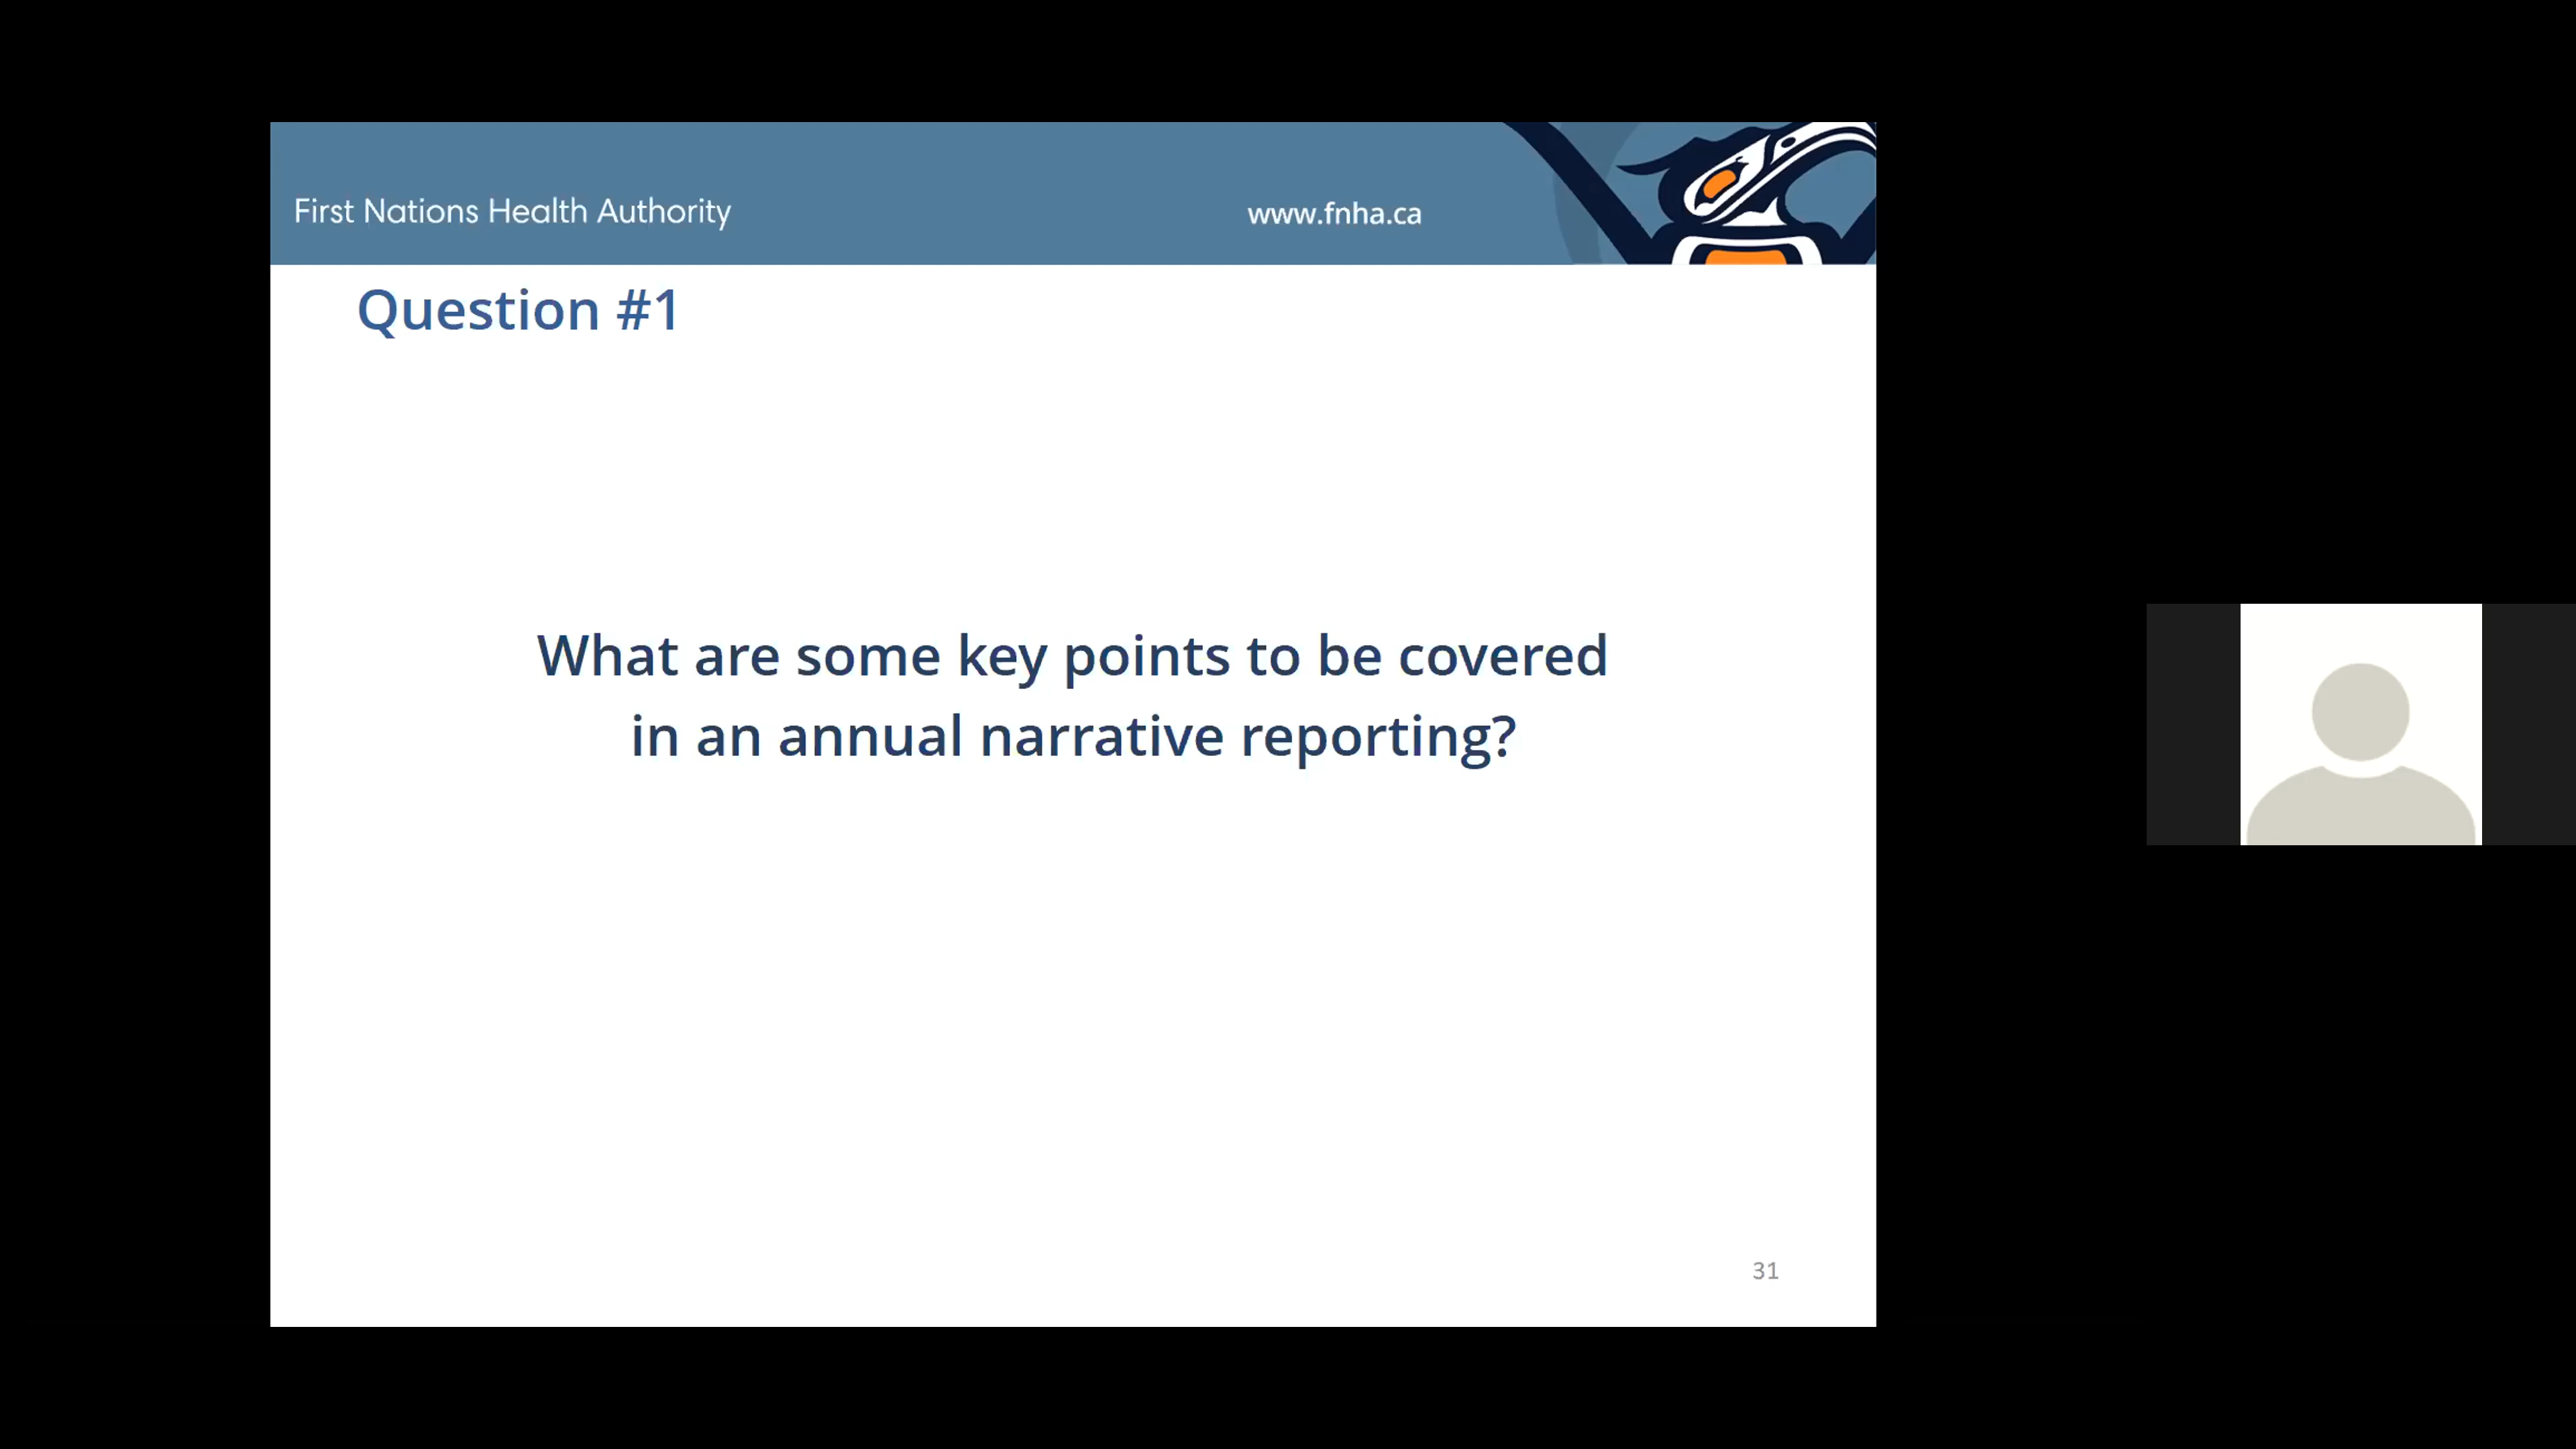 First Nations Health Authority
www.fnha.ca
Question #1
What are some key points to be covered
in an annual narrative reporting?
31